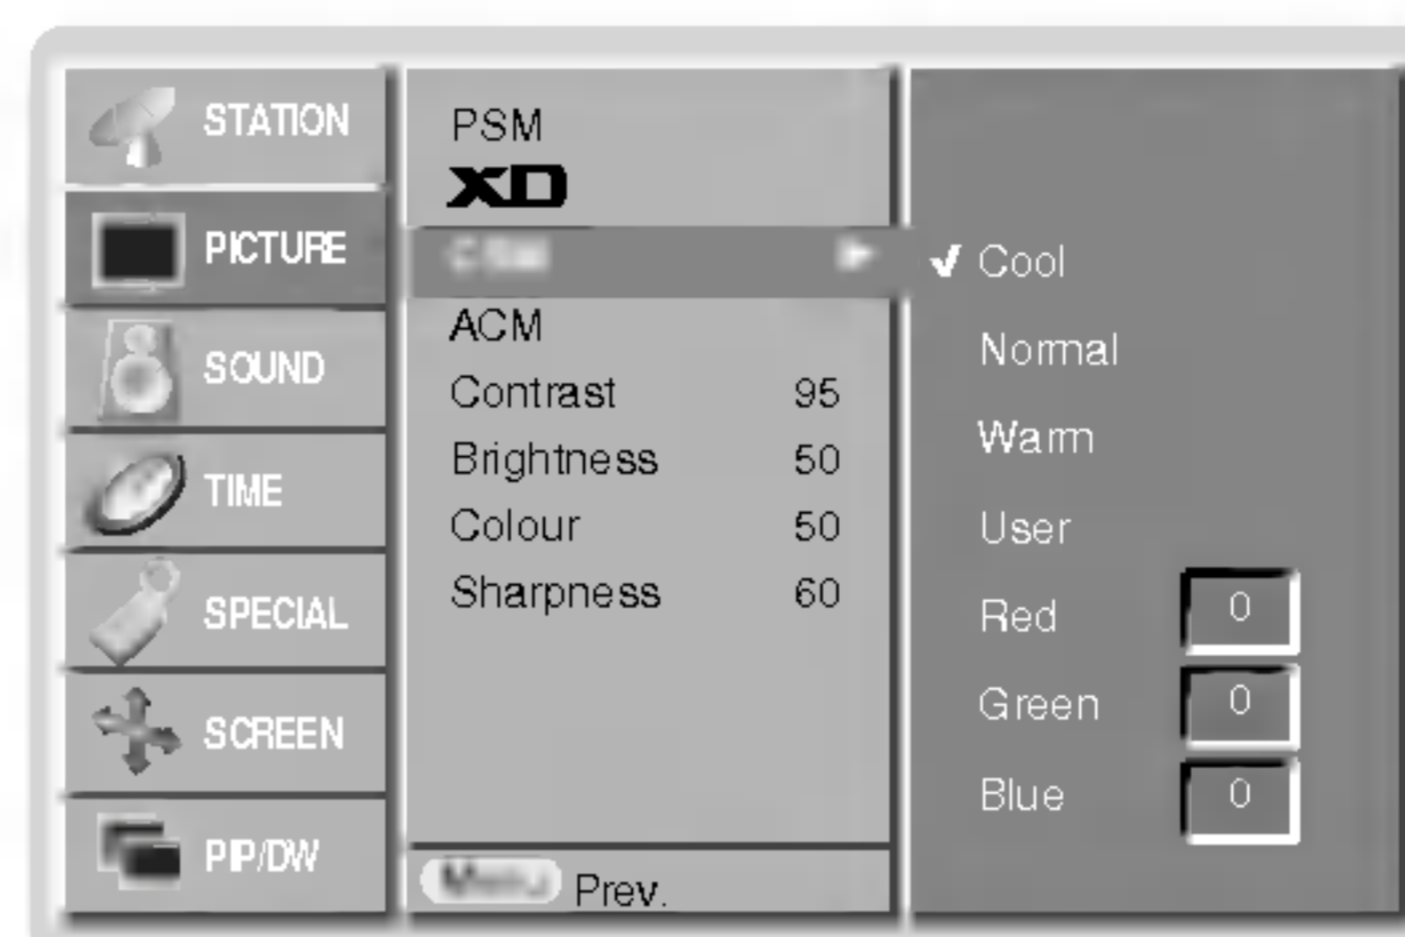 STATION
PICTURE
SOUND
TIME
SPECIAL
SCREEN
PIP/DW
PSM
XD
ACM
Contrast 95
Brightness 50
Colour 50
Sharpness 60
Prev.
✔ Cool
Normal
Warm
User
Red 0
Green 0
Blue 0